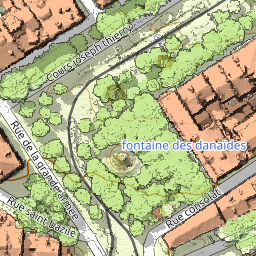 Cours joseph thierry
fontaine des danaïdes
Rue de la grande armée
Rue consolat
Rue saint bazile